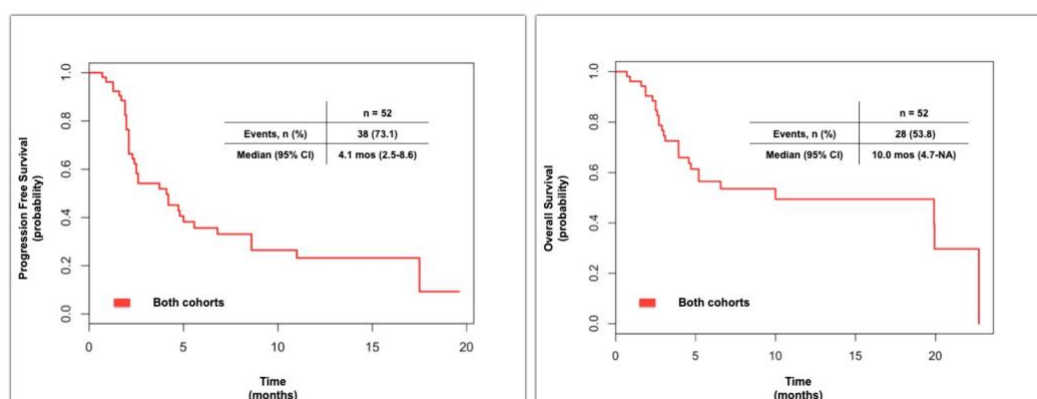 n = 52
Events, n (%) 38 (73.1)
Median (95% CI) 4.1 mos (2.5-8.6)
Progression Free Survival
(probability)
1.0
0.8
0.6
0.4
0.2
0.0
Both cohorts
0 5 10 15 20
Time
(months)
n = 52
Events, n (%) 28 (53.8)
Median (95% CI) 10.0 mos (4.7-NA)
Overall Survival
(probability)
1.0
0.8
0.6
0.4
0.2
0.0
Both cohorts
0 5 10 15 20
Time
(months)